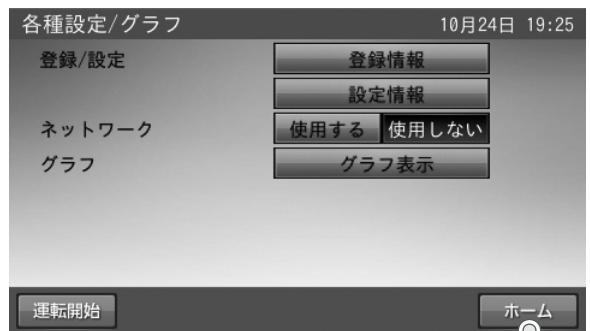 各種設定/グラフ 10月24日 19:25
登録/設定 登録情報
設定情報
ネットワーク 使用する 使用しない
グラフ グラフ表示
運転開始 ホーム